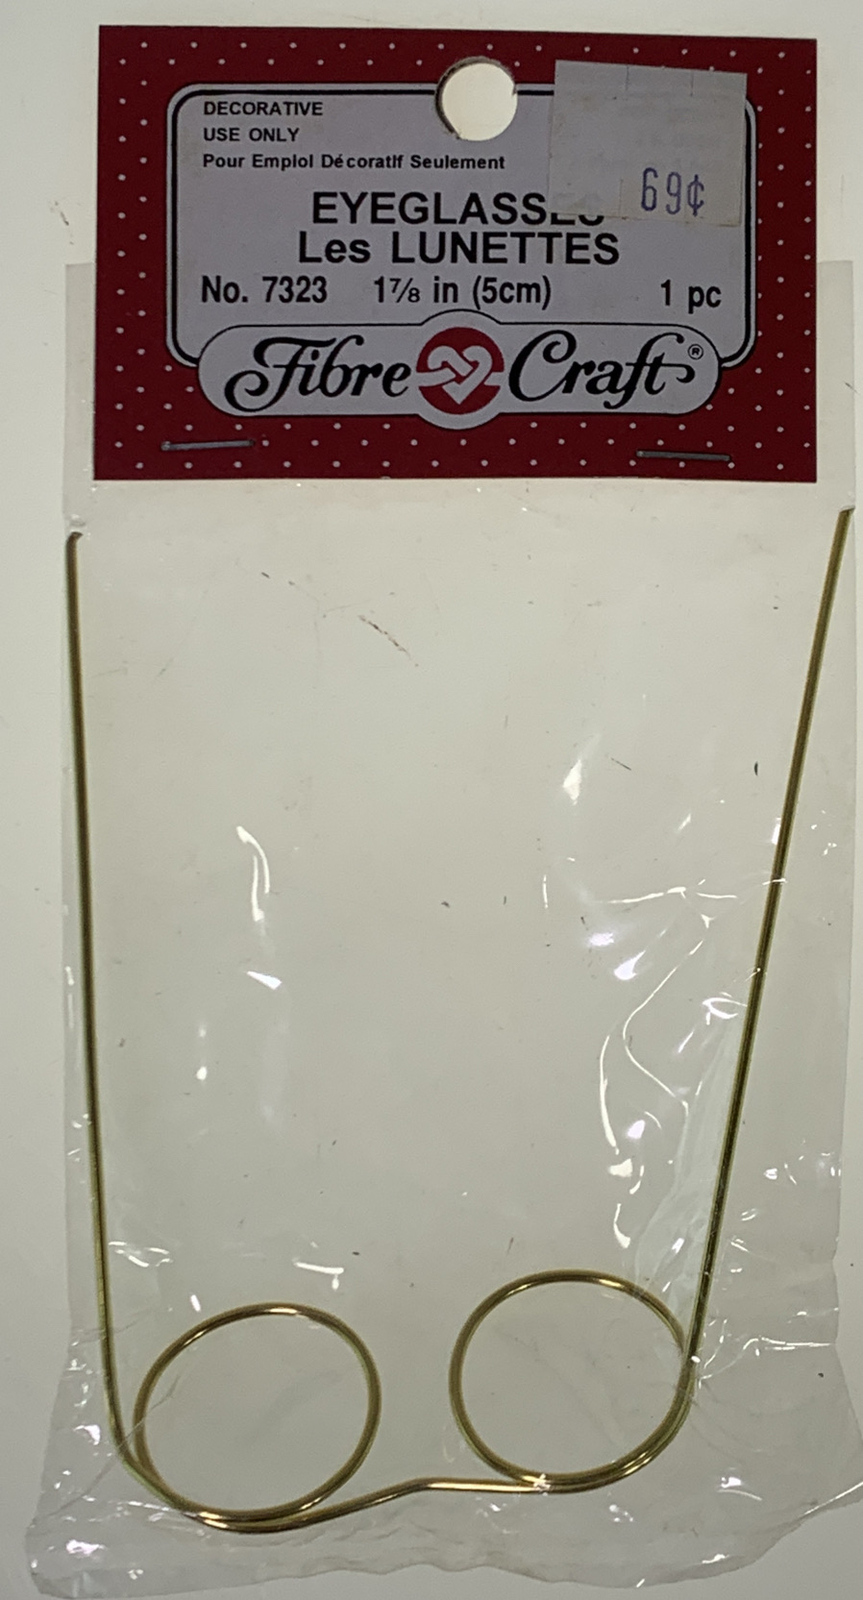 DECORATIVE
USE ONLY
Pour Emploi Décoratif Seulement
69¢
EYEGLASSES
Les LUNETTES
No. 7323 1⅞ in (5cm) 1 pc
Fibre Craft®